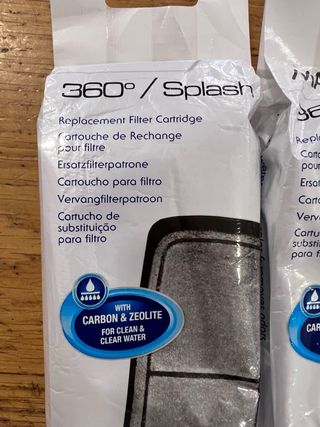 360° / Splash
Replacement Filter Cartridge
Cartouche de Rechange
pour filtre
Ersatzfilterpatrone
Cartoucho para filtro
Vervangfilterpatroon
Cartucho de
substituição
para filtro
WITH
CARBON & ZEOLITE
FOR CLEAN &
CLEAR WATER